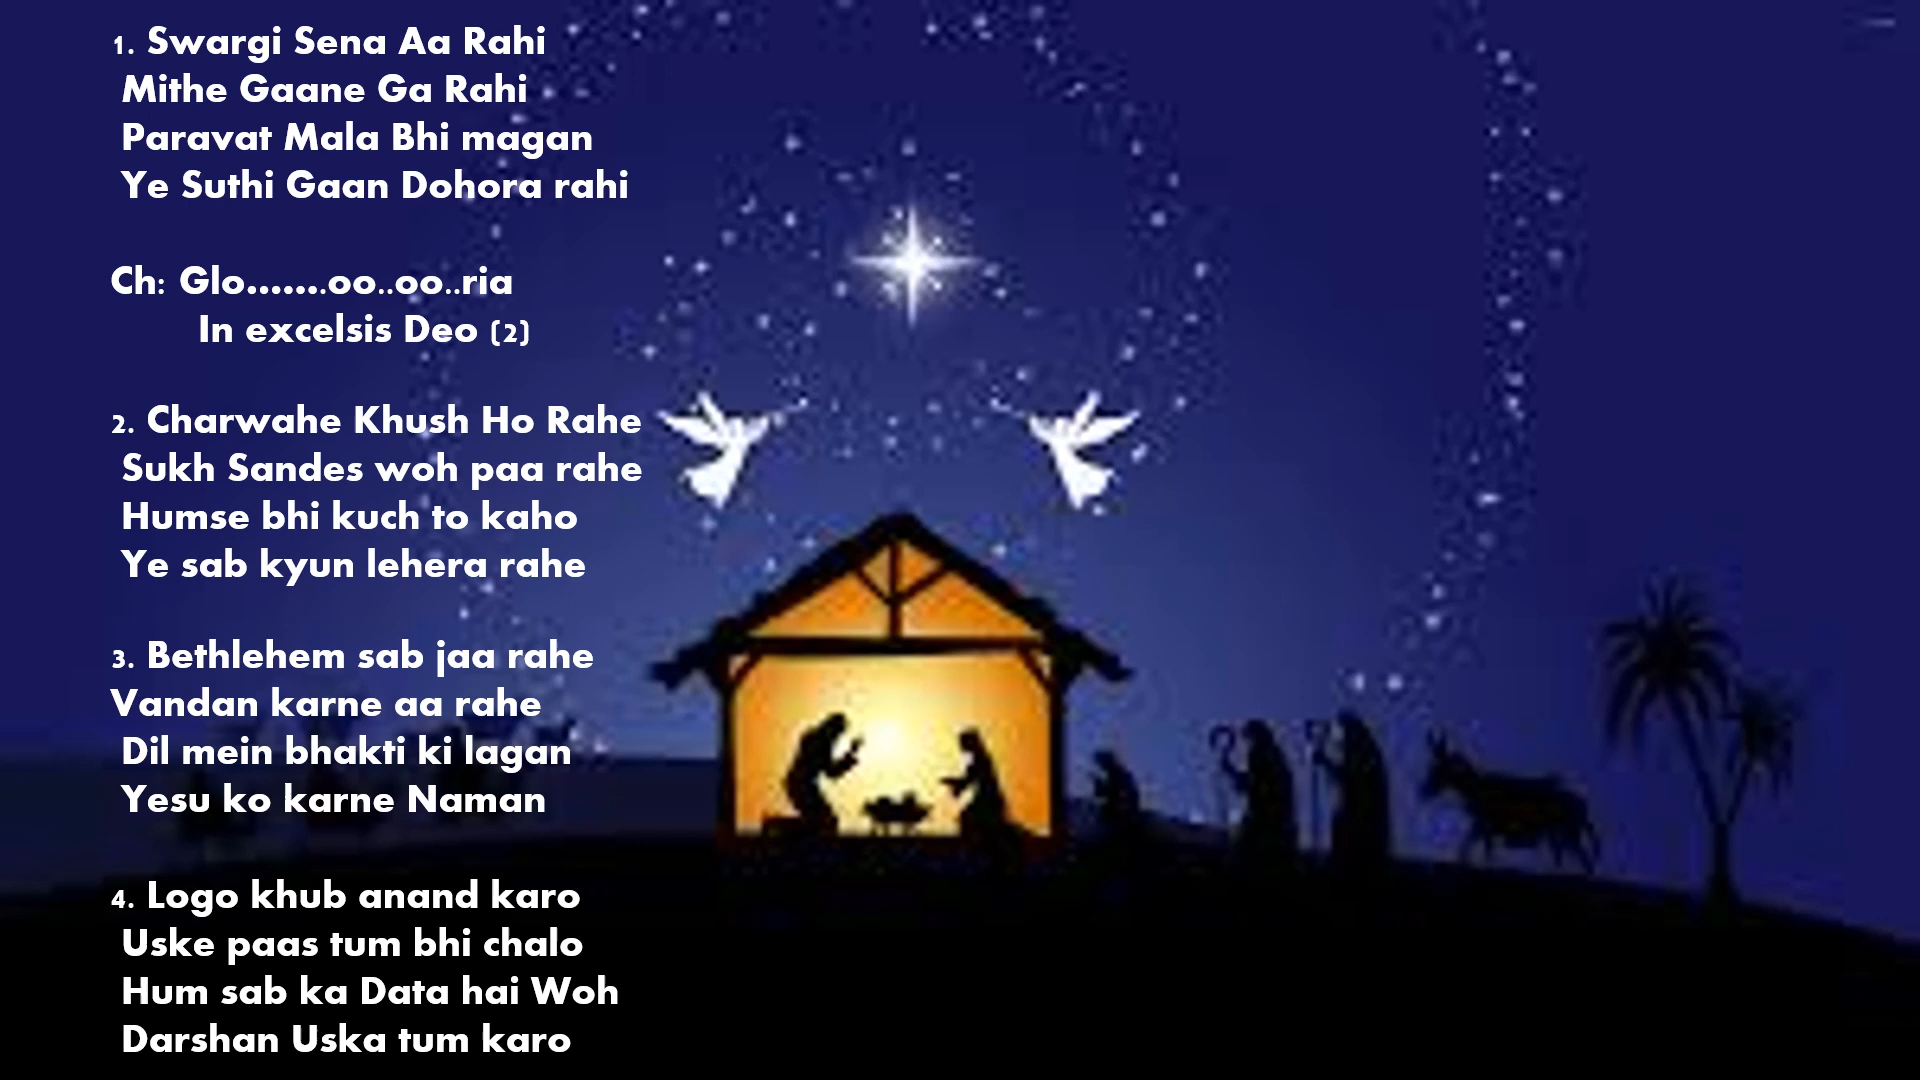 1. Swargi Sena Aa Rahi
Mithe Gaane Ga Rahi
Paravat Mala Bhi magan
Ye Suthi Gaan Dohora rahi
Ch: Glo.......oo..oo..ria
In excelsis Deo (2)
2. Charwahe Khush Ho Rahe
Sukh Sandes woh paa rahe
Humse bhi kuch to kaho
Ye sab kyun lehera rahe
3. Bethlehem sab jaa rahe
Vandan karne aa rahe
Dil mein bhakti ki lagan
Yesu ko karne Naman
4. Logo khub anand karo
Uske paas tum bhi chalo
Hum sab ka Data hai Woh
Darshan Uska tum karo